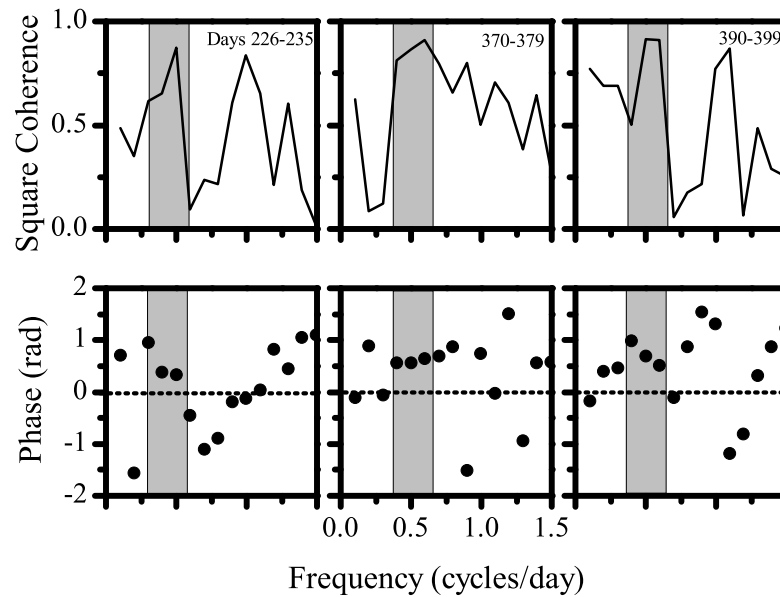 Square Coherence
1.0
0.5
0.0
Days 226-235
370-379
390-399
Phase (rad)
2
1
0
-1
-2
0.0 0.5 1.0 1.5
Frequency (cycles/day)